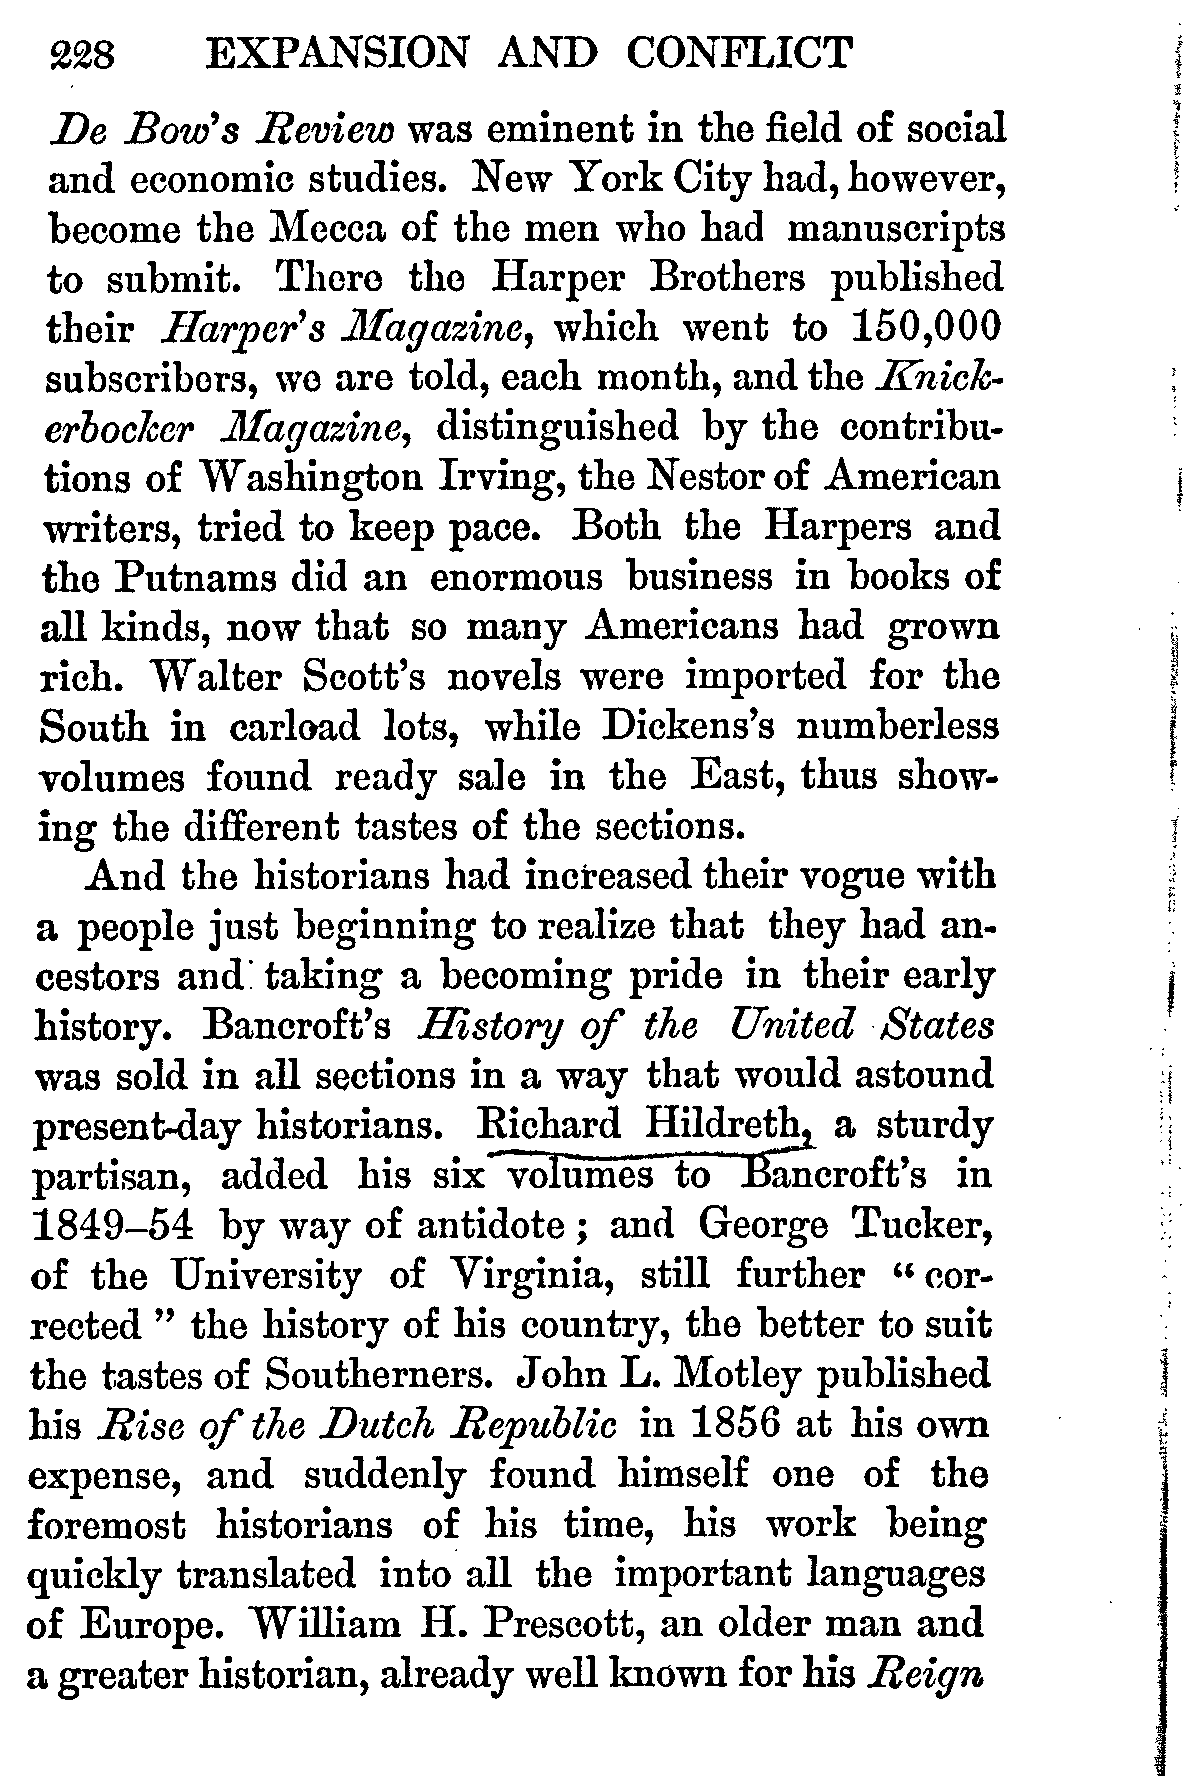 228 EXPANSION AND CONFLICT
De Bow's Review was eminent in the field of social
and economic studies. New York City had, however,
become the Mecca of the men who had manuscripts
to submit. There the Harper Brothers published
their Harper's Magazine, which went to 150,000
subscribers, we are told, each month, and the Knick-
erbocker Magazine, distinguished by the contribu-
tions of Washington Irving, the Nestor of American
writers, tried to keep pace. Both the Harpers and
the Putnams did an enormous business in books of
all kinds, now that so many Americans had grown
rich. Walter Scott's novels were imported for the
South in carload lots, while Dickens's numberless
volumes found ready sale in the East, thus show-
ing the different tastes of the sections.
And the historians had increased their vogue with
a people just beginning to realize that they had an-
cestors and taking a becoming pride in their early
history. Bancroft's History of the United States
was sold in all sections in a way that would astound
present-day historians. Richard Hildreth, a sturdy
partisan, added his six volumes to Bancroft's in
1849–54 by way of antidote; and George Tucker,
of the University of Virginia, still further "cor-
rected" the history of his country, the better to suit
the tastes of Southerners. John L. Motley published
his Rise of the Dutch Republic in 1856 at his own
expense, and suddenly found himself one of the
foremost historians of his time, his work being
quickly translated into all the important languages
of Europe. William H. Prescott, an older man and
a greater historian, already well known for his Reign